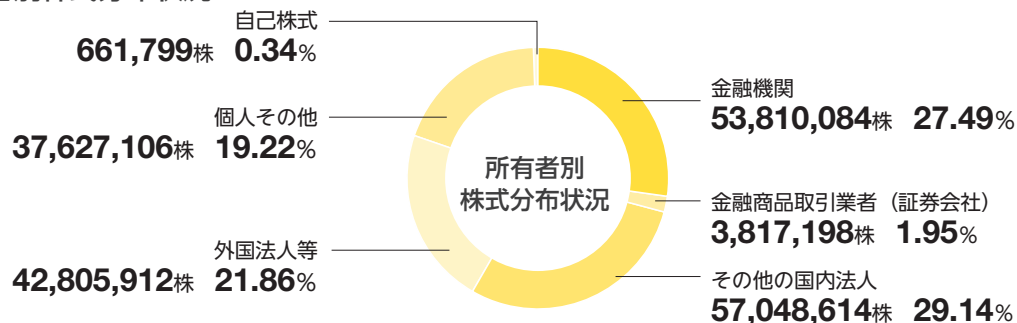 自己株式
661,799株 0.34%
個人その他
37,627,106株 19.22%
外国法人等
42,805,912株 21.86%
所有者別
株式分布状況
金融機関
53,810,084株 27.49%
金融商品取引業者（証券会社）
3,817,198株 1.95%
その他の国内法人
57,048,614株 29.14%